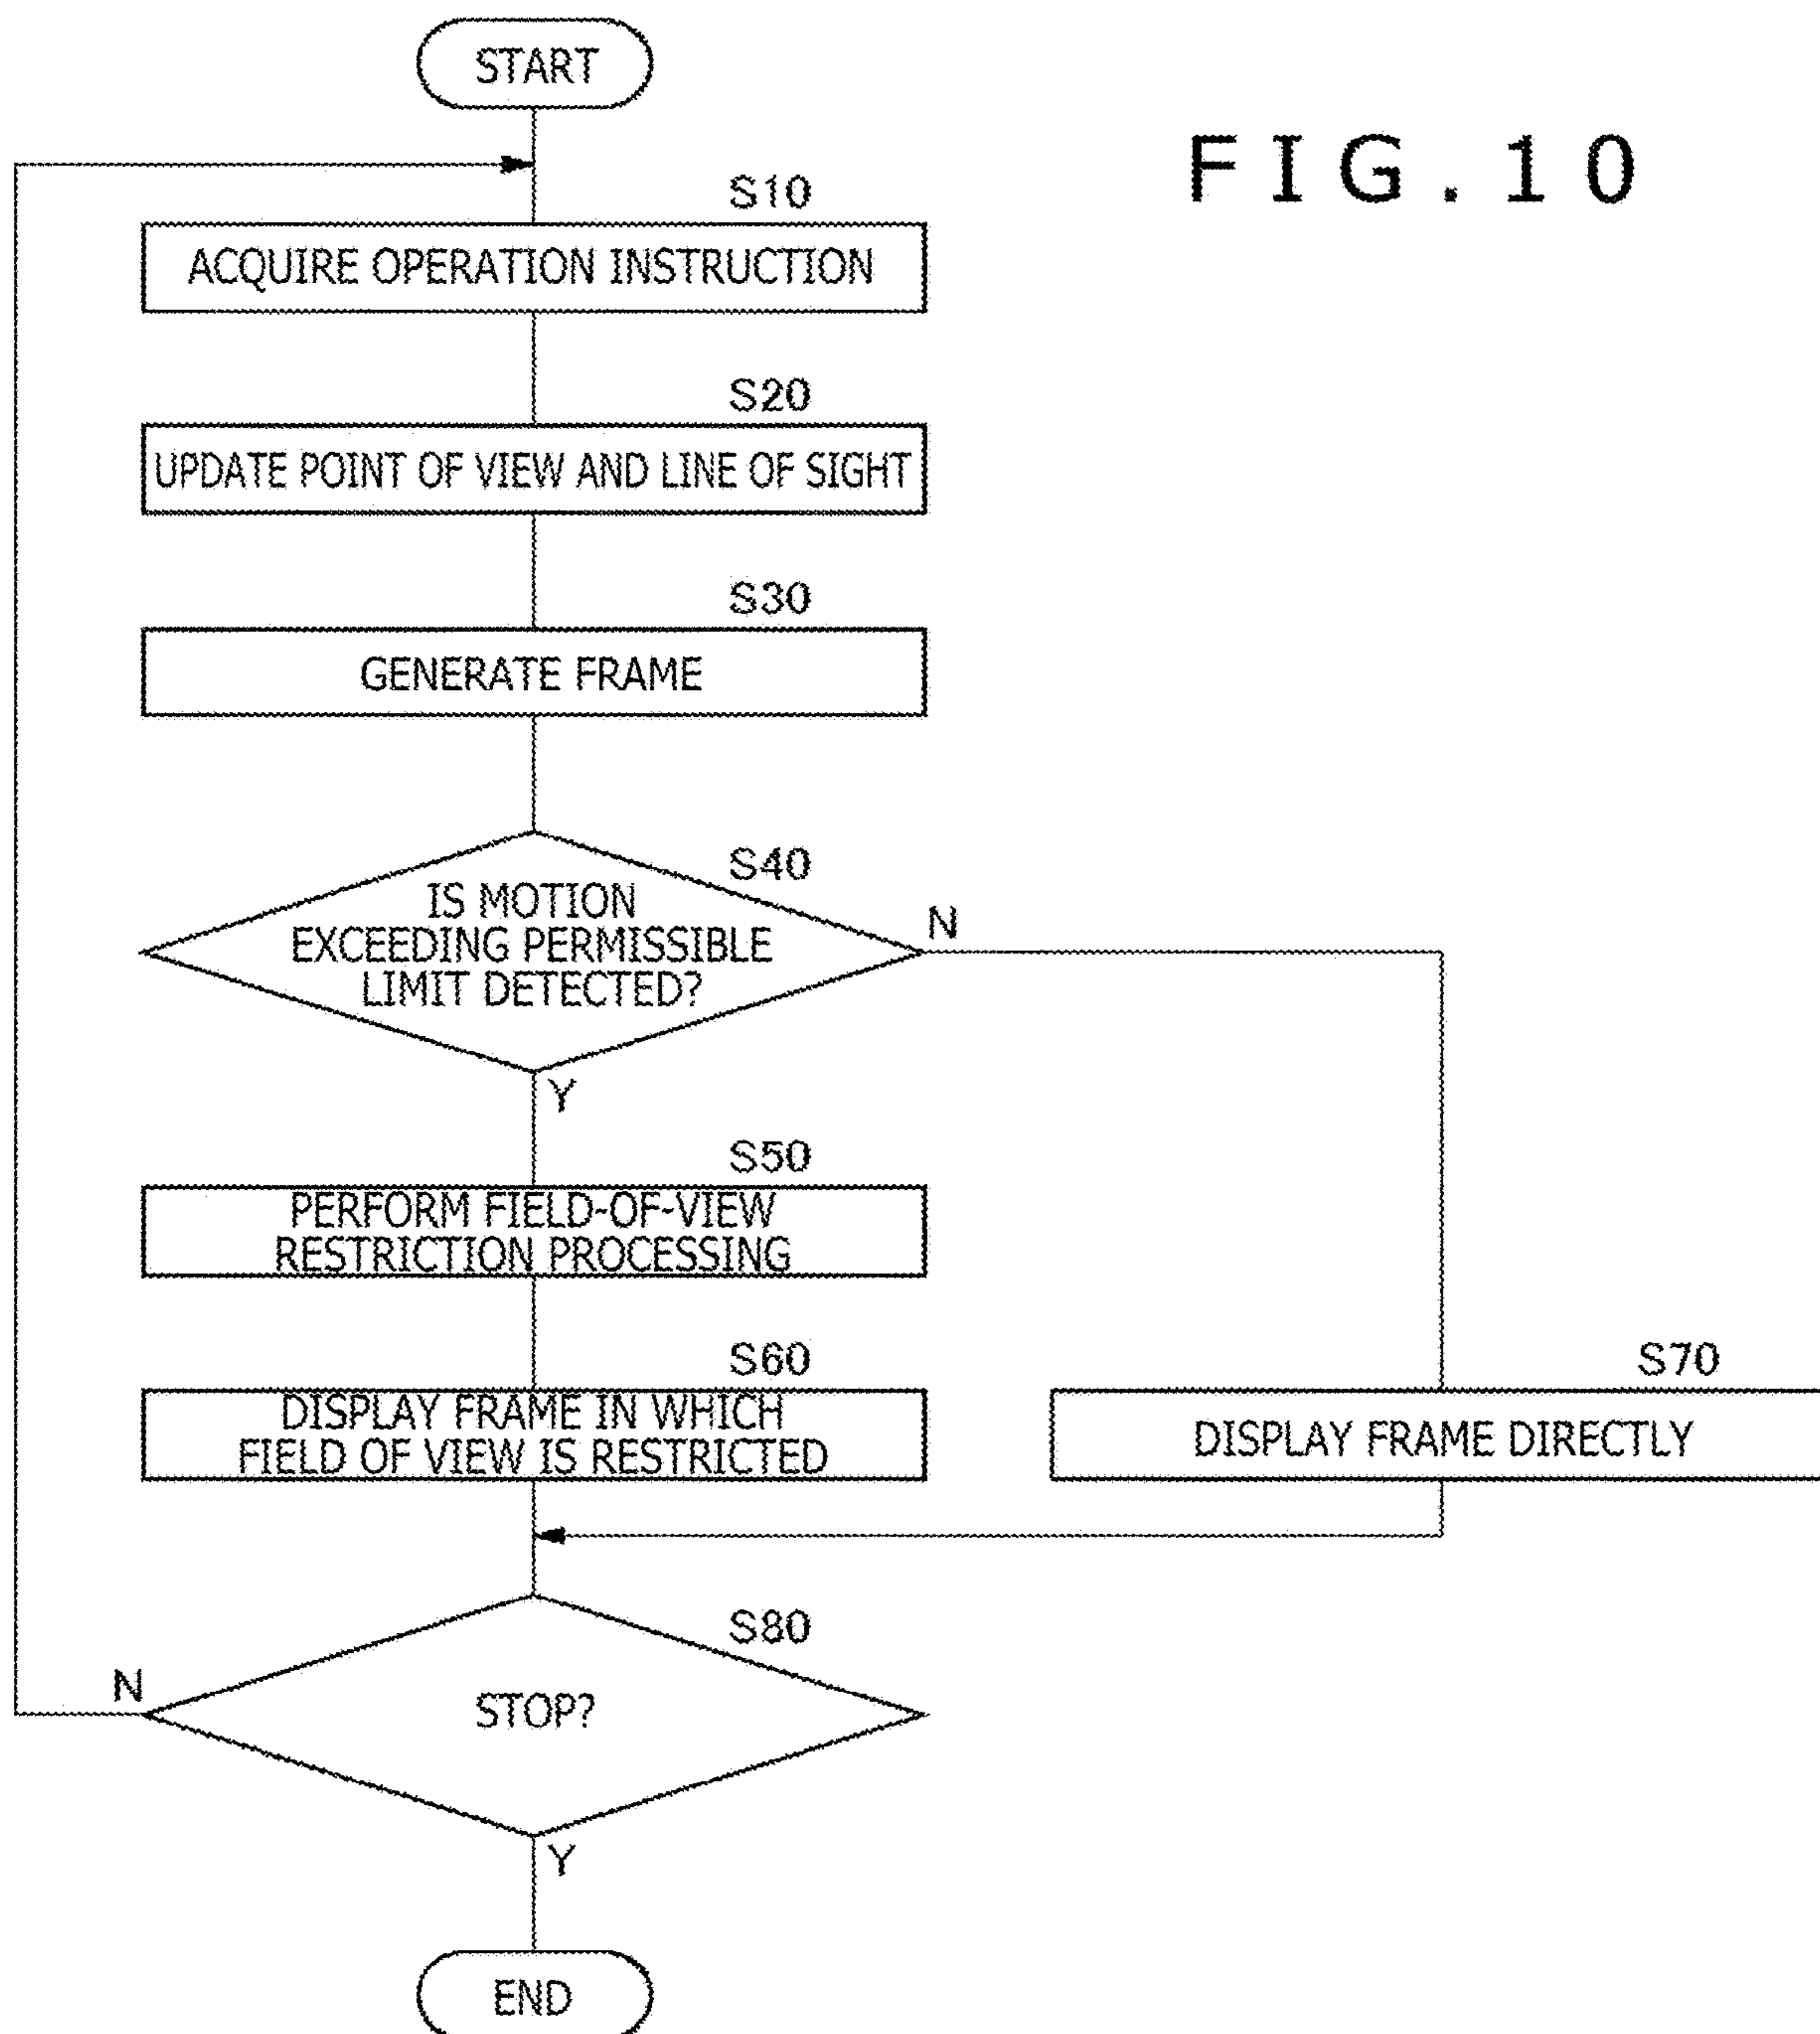 START
FIG.10
S10
ACQUIRE OPERATION INSTRUCTION
S20
UPDATE POINT OF VIEW AND LINE OF SIGHT
S30
GENERATE FRAME
S40
IS MOTION
EXCEEDING PERMISSIBLE
LIMIT DETECTED?
N
Y
S50
PERFORM FIELD-OF-VIEW
RESTRICTION PROCESSING
S60
DISPLAY FRAME IN WHICH
FIELD OF VIEW IS RESTRICTED
S70
DISPLAY FRAME DIRECTLY
S80
STOP?
N
Y
END